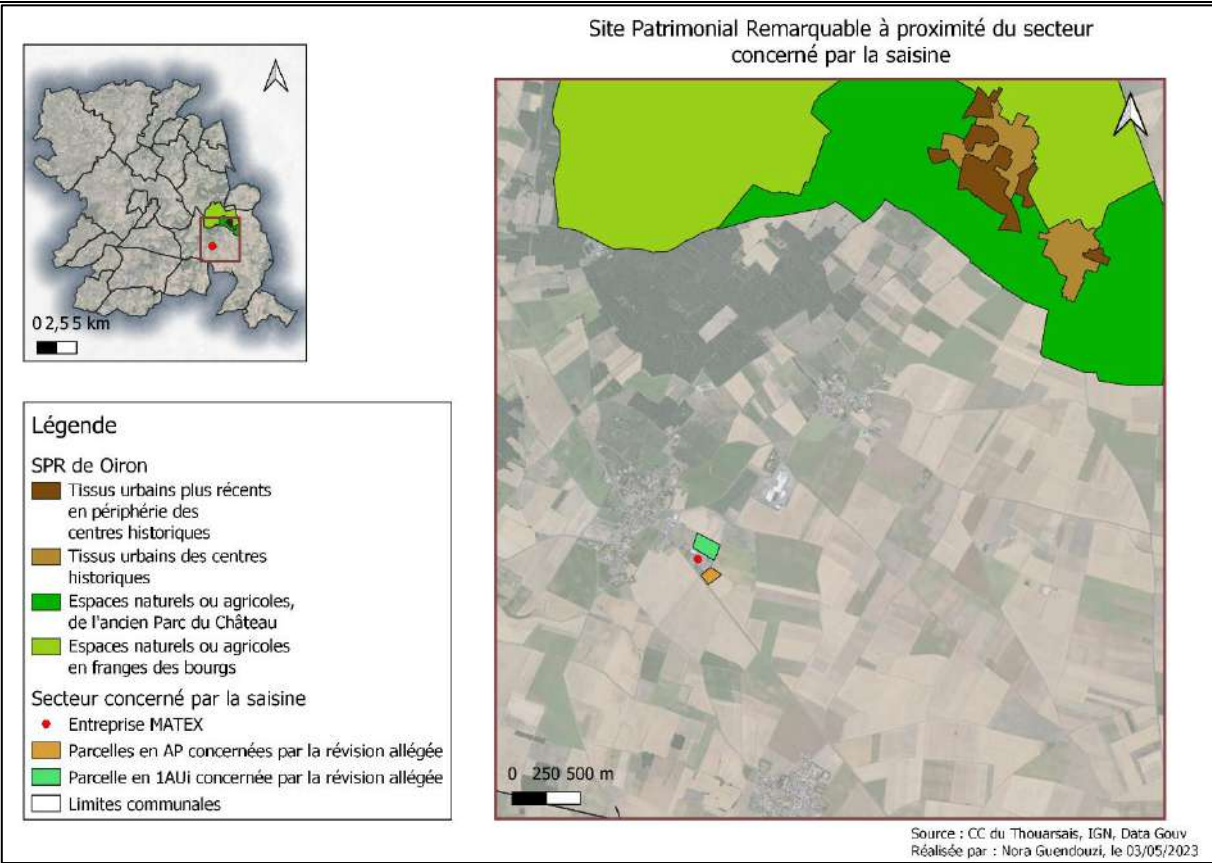 Site Patrimonial Remarquable à proximité du secteur
concerné par la saisine
0 2,5 5 km
Légende
SPR de Oiron
Tissus urbains plus récents
en périphérie des
centres historiques
Tissus urbains des centres
historiques
Espaces naturels ou agricoles,
de l'ancien Parc du Château
Espaces naturels ou agricoles
en franges des bourgs
Secteur concerné par la saisine
Entreprise MATEX
Parcelles en AP concernées par la révision allégée
Parcelle en 1AUi concernée par la révision allégée
Limites communales
0 250 500 m
Source : CC du Thouarsais, IGN, Data Gouv
Réalisée par : Nora Guendouzi, le 03/05/2023